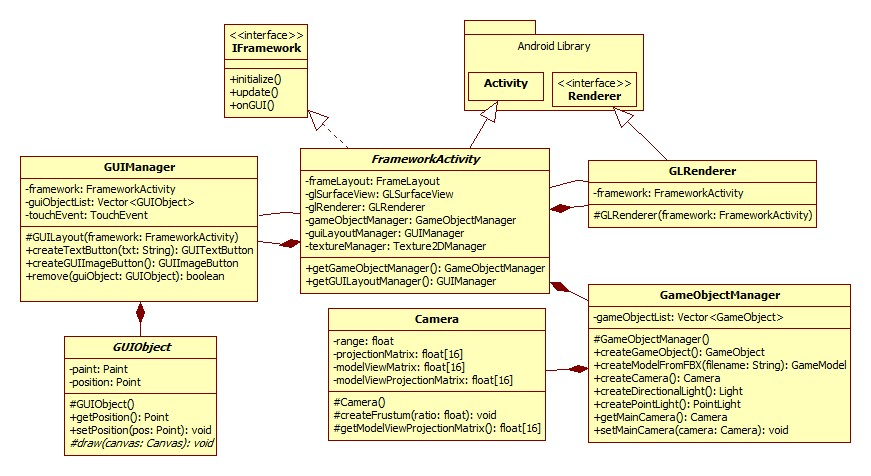 <<interface>>
IFramework
+initialize()
+update()
+onGUI()
Android Library
Activity
<<interface>>
Renderer
GUIManager
-framework: FrameworkActivity
-guiObjectList: Vector<GUIObject>
-touchEvent: TouchEvent
#GUILayout(framework: FrameworkActivity)
+createTextButton(txt: String): GUITextButton
+createGUIImageButton(): GUIImageButton
+remove(guiObject: GUIObject): boolean
FrameworkActivity
-frameLayout: FrameLayout
-glSurfaceView: GLSurfaceView
-glRenderer: GLRenderer
-gameObjectManager: GameObjectManager
-guiLayoutManager: GUIManager
-textureManager: Texture2DManager
+getGameObjectManager(): GameObjectManager
+getGUILayoutManager(): GUIManager
GLRenderer
-framework: FrameworkActivity
#GLRenderer(framework: FrameworkActivity)
GameObjectManager
-gameObjectList: Vector<GameObject>
#GameObjectManager()
+createGameObject(): GameObject
+createModelFromFBX(filename: String): GameModel
+createCamera(): Camera
+createDirectionalLight(): Light
+createPointLight(): PointLight
+getMainCamera(): Camera
+setMainCamera(camera: Camera): void
Camera
-range: float
-projectionMatrix: float[16]
-modelViewMatrix: float[16]
-modelViewProjectionMatrix: float[16]
#Camera()
#createFrustum(ratio: float): void
#getModelViewProjectionMatrix(): float[16]
GUIObject
-paint: Paint
-position: Point
#GUIObject()
+getPosition(): Point
+setPosition(pos: Point): void
#draw(canvas: Canvas): void